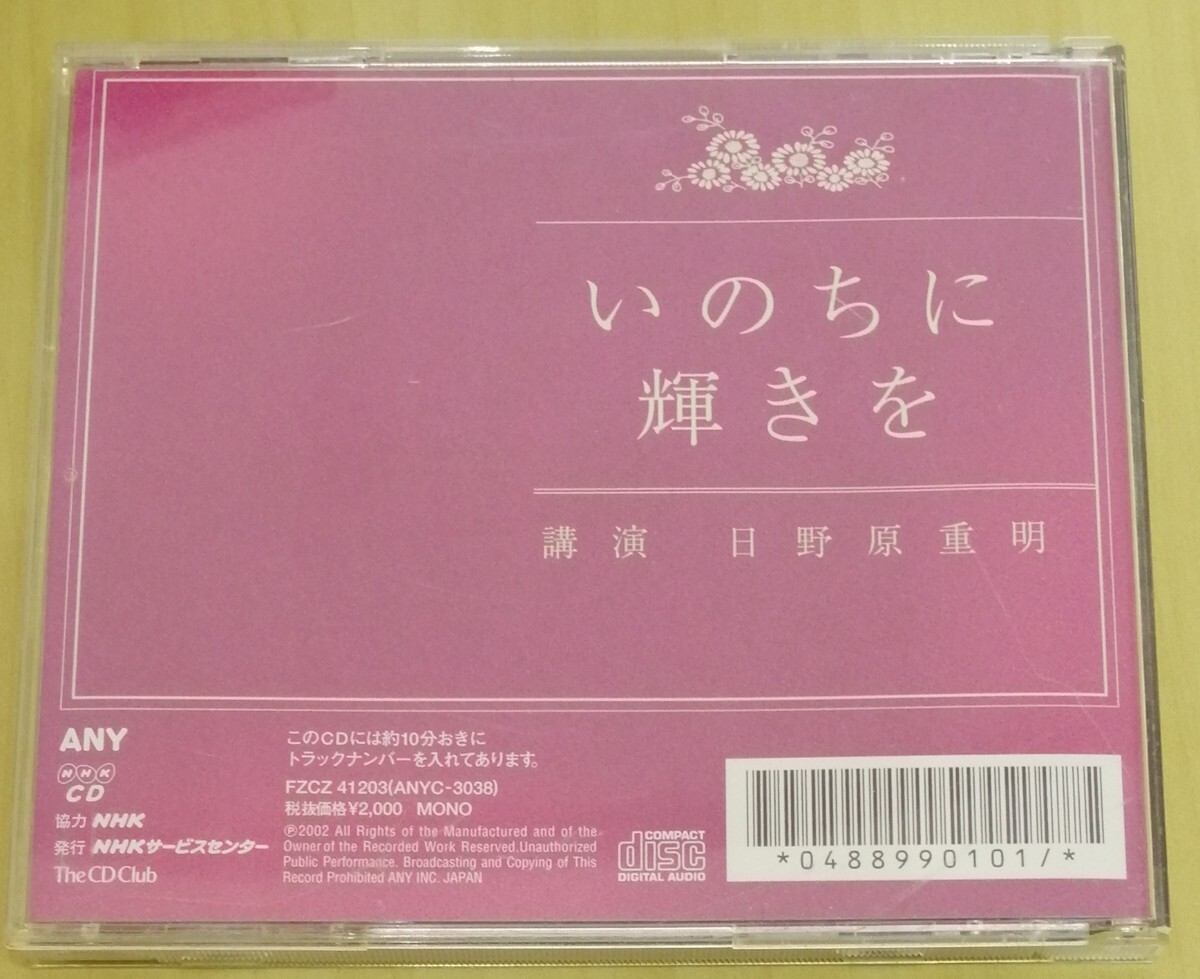 いのちに
輝きを
講演 日野原重明
ANY
NHK
CD
協力 NHK
発行 NHKサービスセンター
The CD Club
このCDには約10分おきに
トラックナンバーを入れてあります。
FZCZ 41203(ANYC-3038)
税抜価格¥2,000 MONO
Ⓟ2002 All Rights of the Manufactured and of the
Owner of the Recorded Work Reserved.Unauthorized
Public Performance. Broadcasting and Copying of This
Record Prohibited ANY INC. JAPAN
COMPACT
disc
DIGITAL AUDIO
*0488990101/*